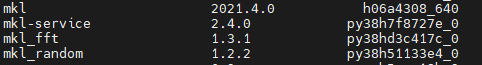 mkl 2021.4.0 h06a4308_640
mkl-service 2.4.0 py38h7f8727e_0
mkl_fft 1.3.1 py38hd3c417c_0
mkl_random 1.2.2 py38h51133e4_0